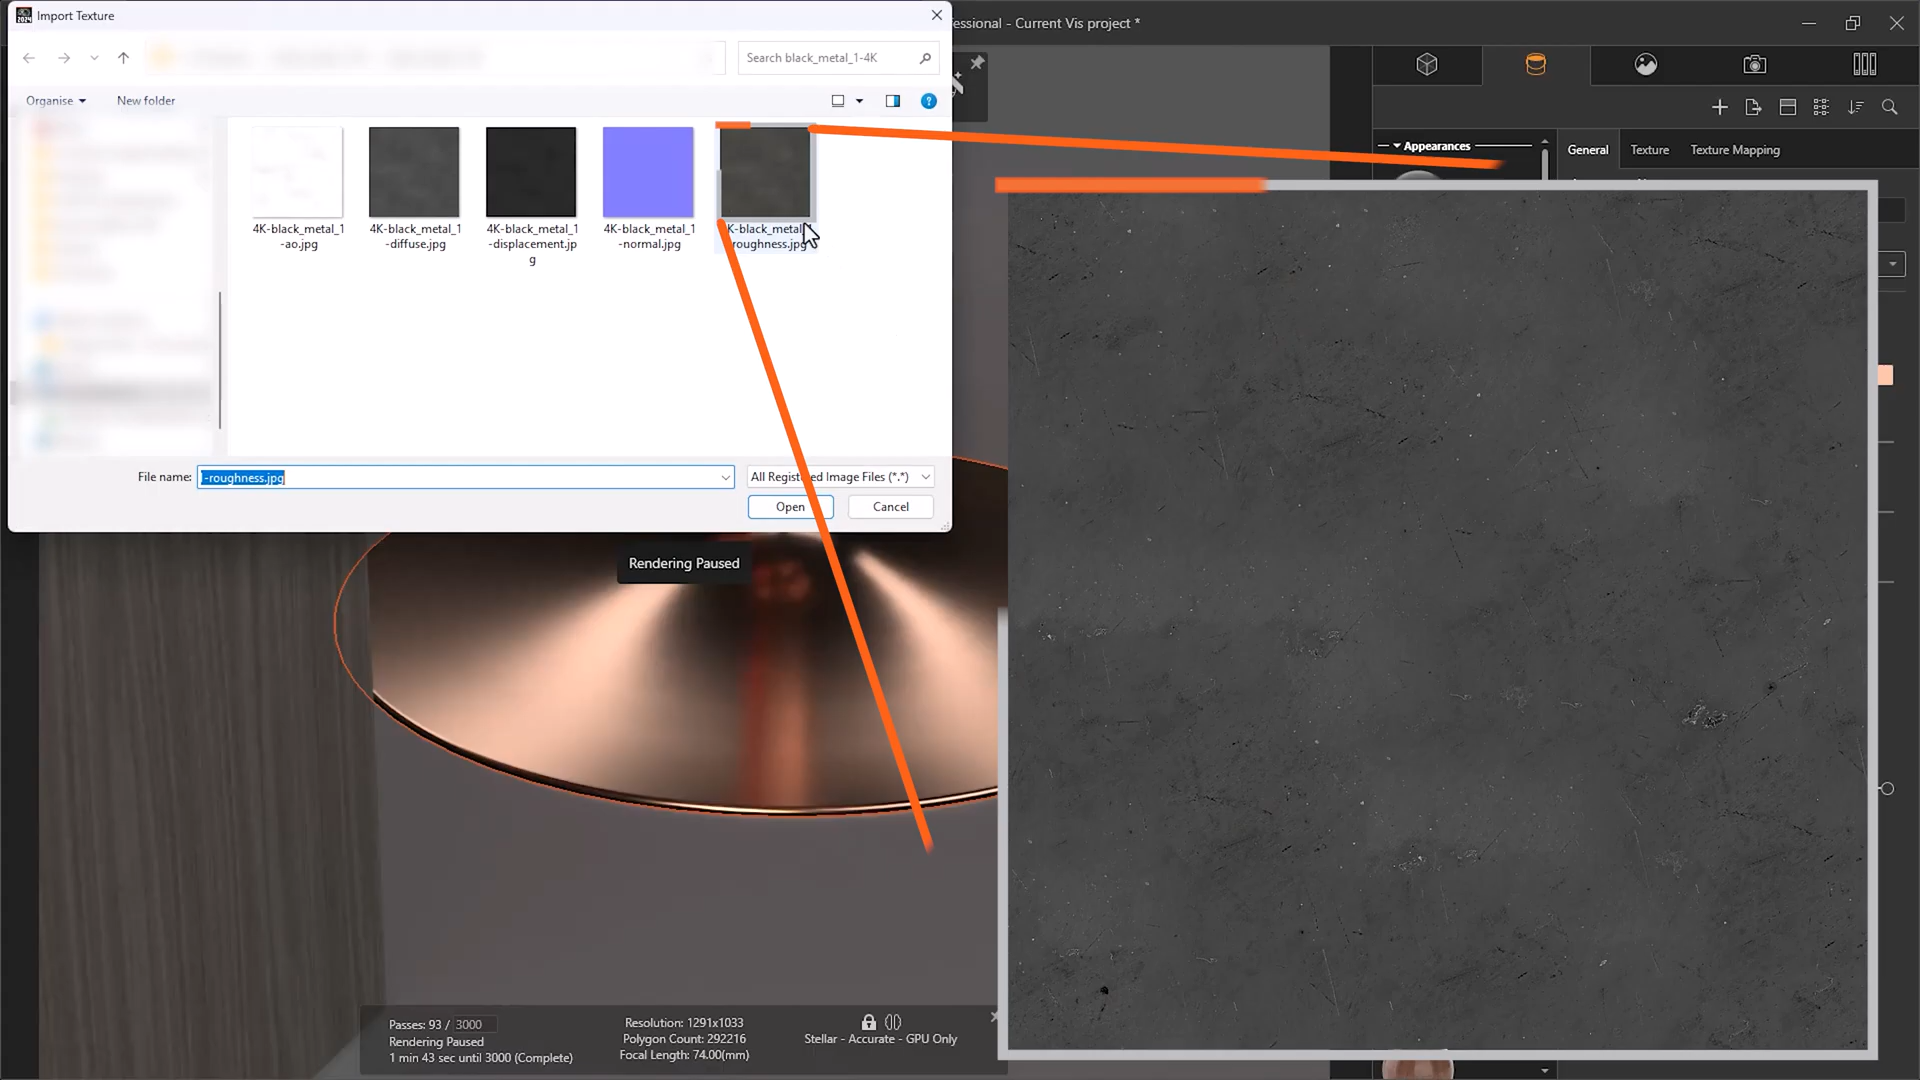 Import Texture
essional - Current Vis project *
Search black_metal_1-4K
Organise
New folder
4K-black_metal_1
-ao.jpg
4K-black_metal_1
-diffuse.jpg
4K-black_metal_1
-displacement.jp
g
4K-black_metal_1
-normal.jpg
K-black_metal_1
roughness.jpg
Appearances
General
Texture
Texture Mapping
File name:
-roughness.jpg
All Registered Image Files (*.*)
Open
Cancel
Rendering Paused
Passes: 93 / 3000
Rendering Paused
1 min 43 sec until 3000 (Complete)
Resolution: 1291x1033
Polygon Count: 292216
Focal Length: 74.00(mm)
Stellar - Accurate - GPU Only